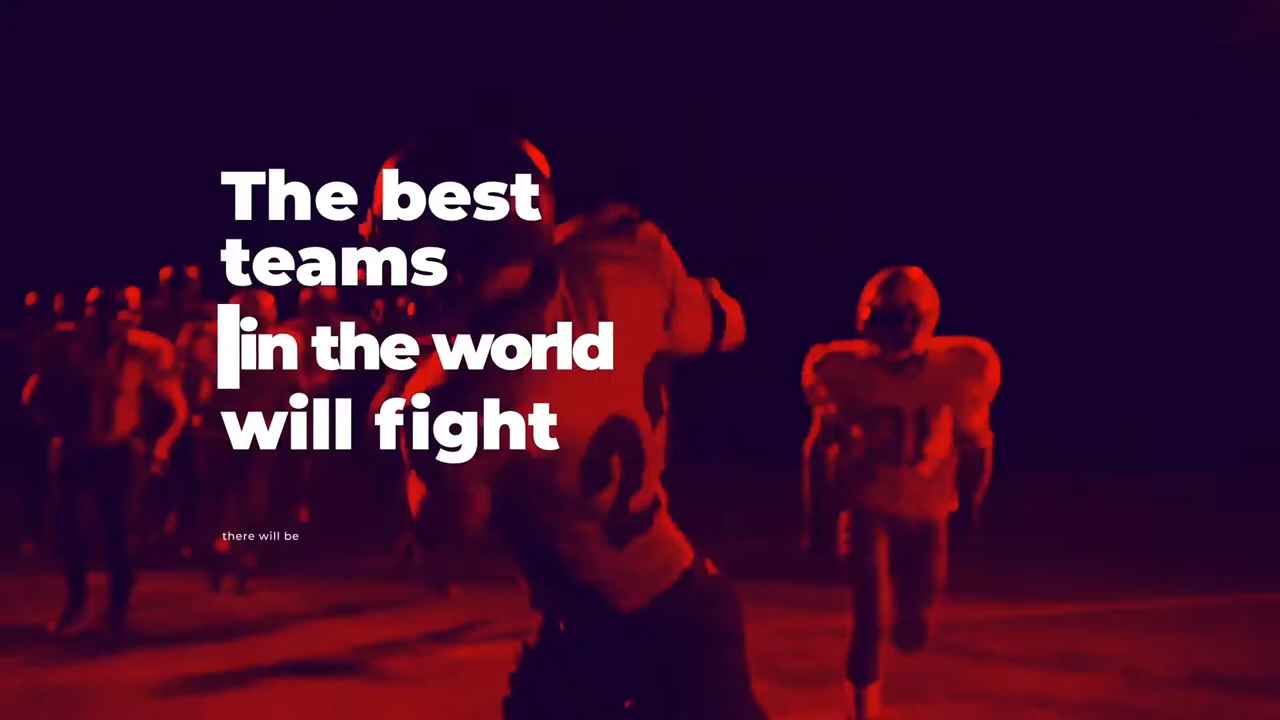 The best
teams
in the world
will fight
there will be